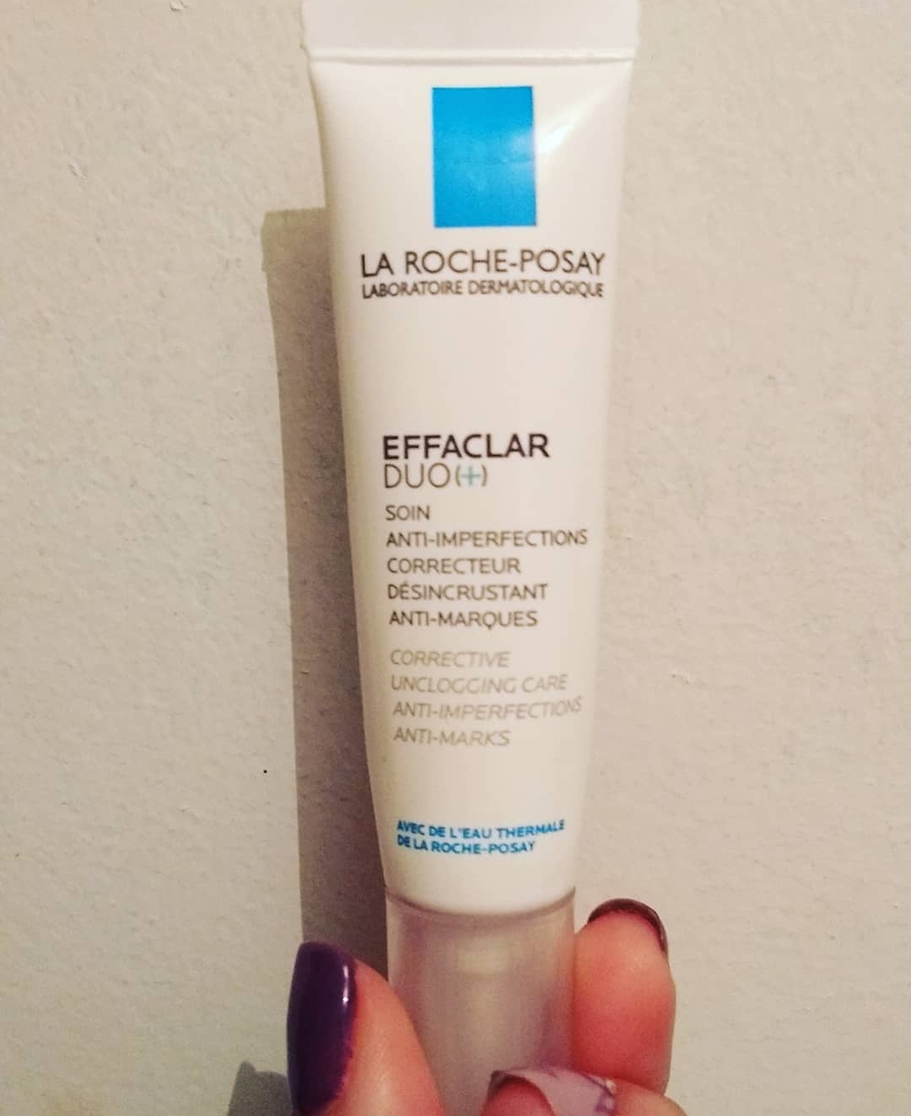 LA ROCHE-POSAY
LABORATOIRE DERMATOLOGIQUE
EFFACLAR
DUO(+)
SOIN
ANTI-IMPERFECTIONS
CORRECTEUR
DÉSINCRUSTANT
ANTI-MARQUES
CORRECTIVE
UNCLOGGING CARE
ANTI-IMPERFECTIONS
ANTI-MARKS
AVEC DE L'EAU THERMALE
DE LA ROCHE-POSAY